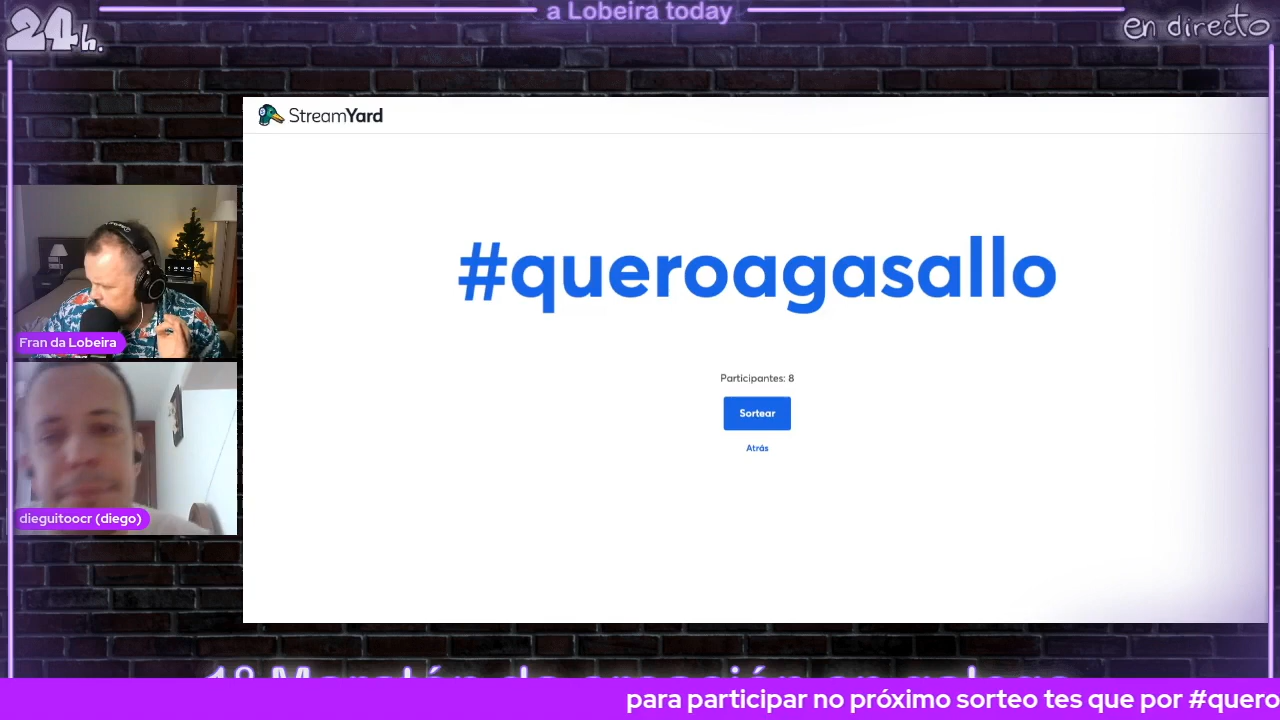 a Lobeira today
24h.
en directo
StreamYard
#queroagasallo
Participantes: 8
Sortear
Atrás
Fran da Lobeira
dieguitoocr (diego)
para participar no próximo sorteo tes que por #quero